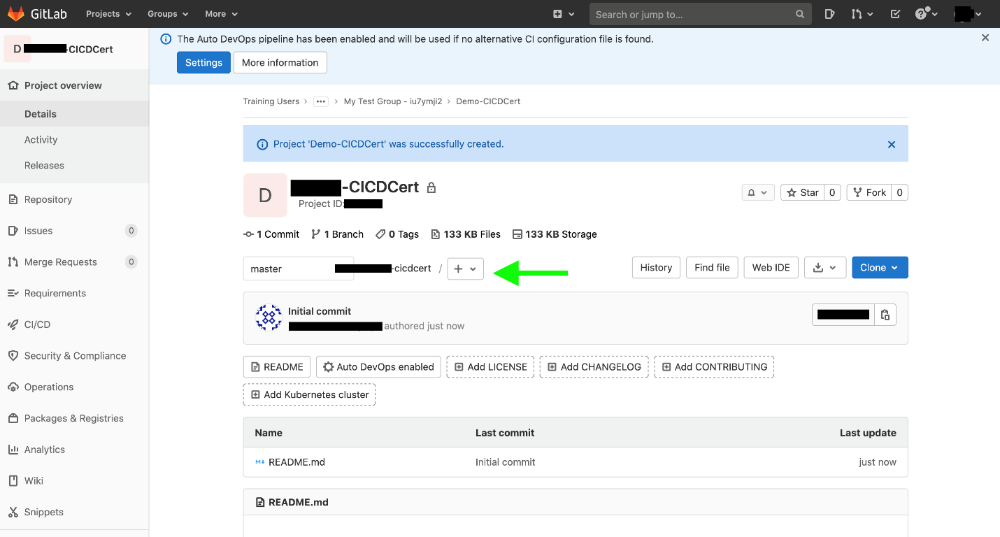 GitLab Projects Groups More Search or jump to...
The Auto DevOps pipeline has been enabled and will be used if no alternative CI configuration file is found.
Settings More information
D -CICDCert
Project overview
Details
Activity
Releases
Repository
Issues 0
Merge Requests 0
Requirements
CI/CD
Security & Compliance
Operations
Packages & Registries
Analytics
Wiki
Snippets
Training Users > ... > My Test Group - iu7ymji2 > Demo-CICDCert
Project 'Demo-CICDCert' was successfully created.
D -CICDCert
Project ID:
Star 0 Fork 0
1 Commit 1 Branch 0 Tags 133 KB Files 133 KB Storage
master -cicdcert / + History Find file Web IDE Clone
Initial commit
authored just now
README Auto DevOps enabled Add LICENSE Add CHANGELOG Add CONTRIBUTING
Add Kubernetes cluster
Name Last commit Last update
README.md Initial commit just now
README.md